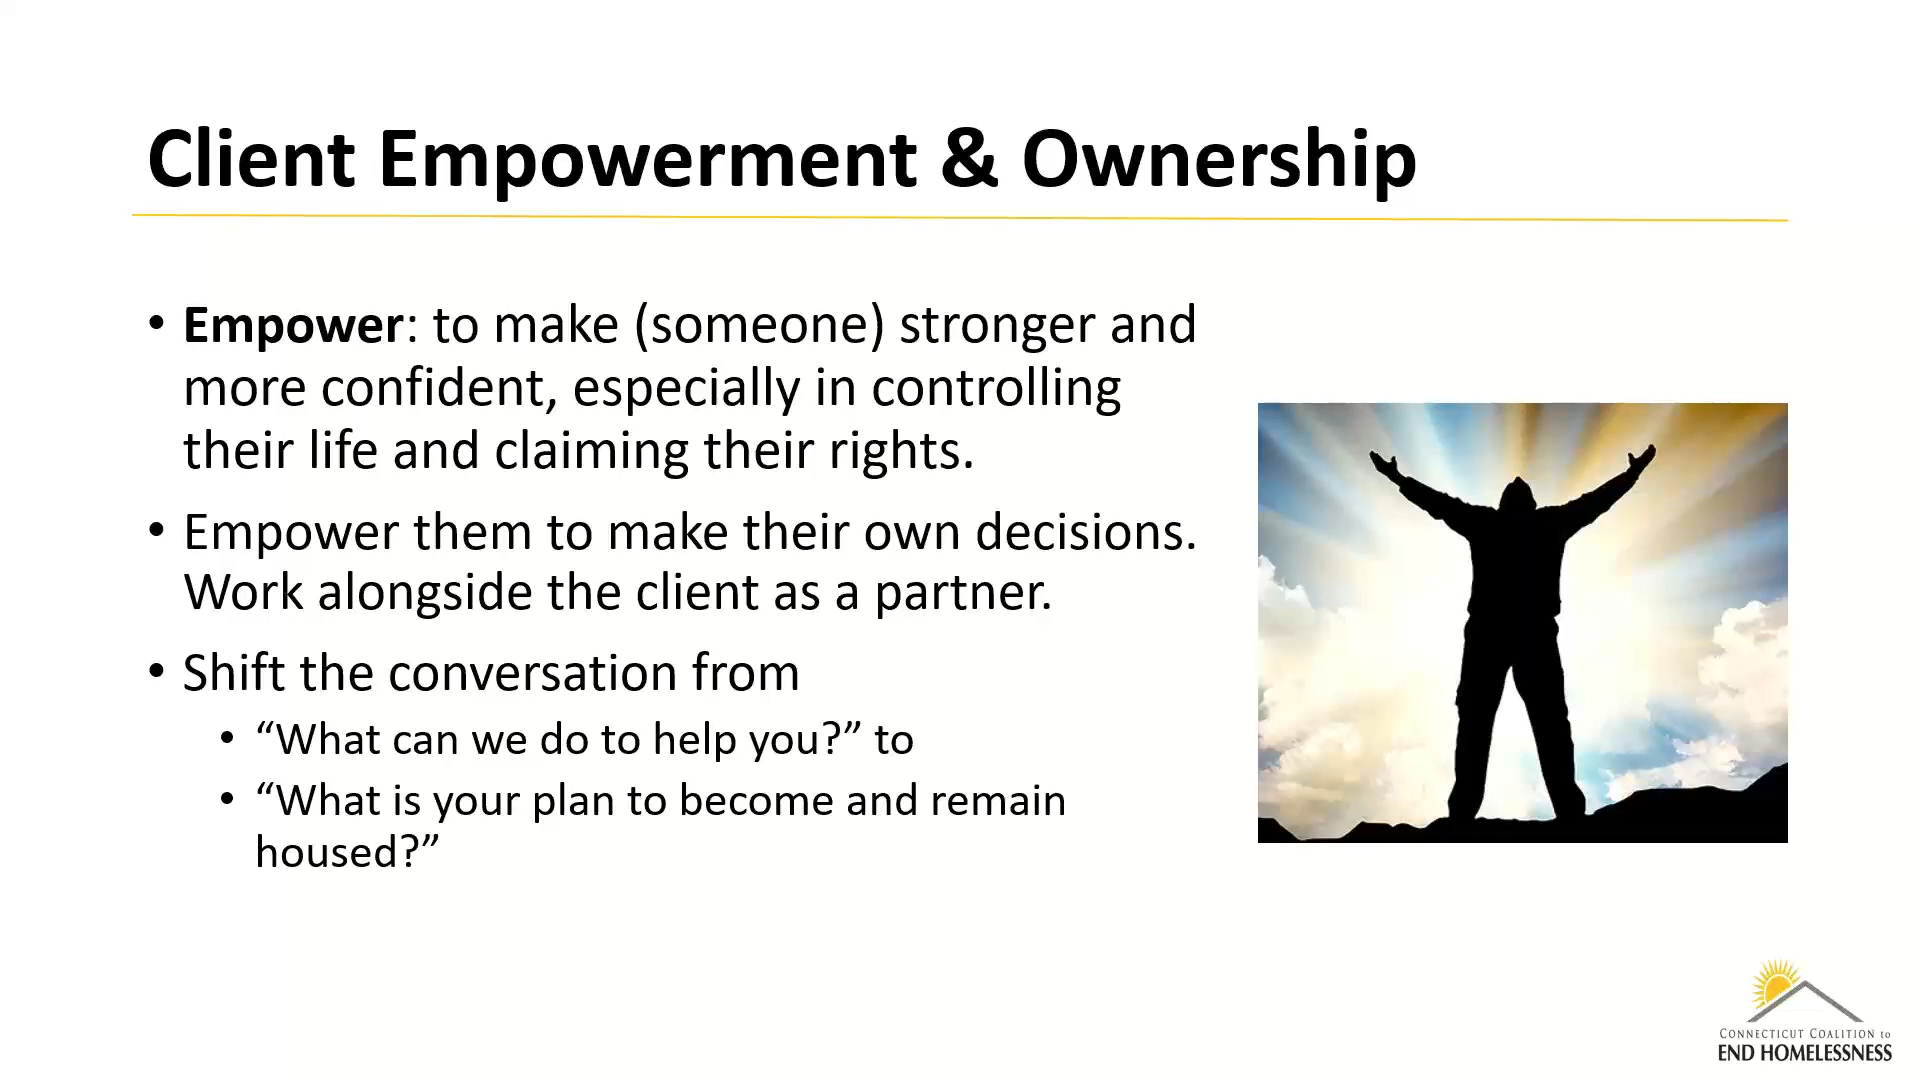 Client Empowerment & Ownership
• Empower: to make (someone) stronger and
more confident, especially in controlling
their life and claiming their rights.
• Empower them to make their own decisions.
Work alongside the client as a partner.
• Shift the conversation from
• “What can we do to help you?” to
• “What is your plan to become and remain
housed?”
CONNECTICUT COALITION to
END HOMELESSNESS